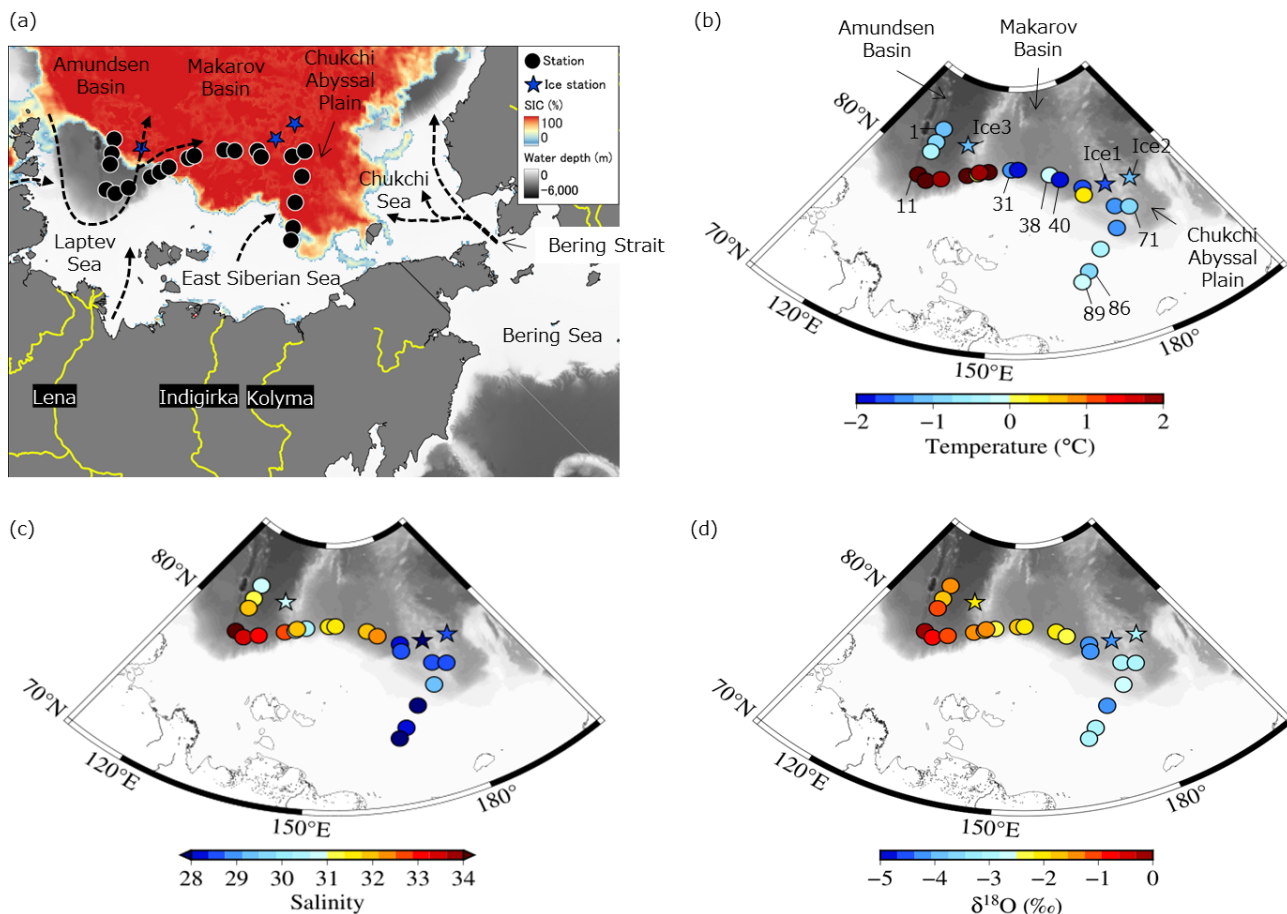 (a)
Amundsen
Basin
Makarov
Basin
Chukchi
Abyssal
Plain
Station
Ice station
SIC (%)
100
0
Water depth (m)
0
-6,000
Chukchi
Sea
Laptev
Sea
East Siberian Sea
Bering Strait
Bering Sea
Lena
Indigirka
Kolyma
(b)
Amundsen
Basin
Makarov
Basin
80°N
70°N
120°E
150°E
180°
1
Ice3
Ice1
Ice2
11
31
38
40
71
86
89
Chukchi
Abyssal
Plain
−2
−1
0
1
2
Temperature (°C)
(c)
80°N
70°N
120°E
150°E
180°
28
29
30
31
32
33
34
Salinity
(d)
80°N
70°N
120°E
150°E
180°
−5
−4
−3
−2
−1
0
δ¹⁸O (‰)